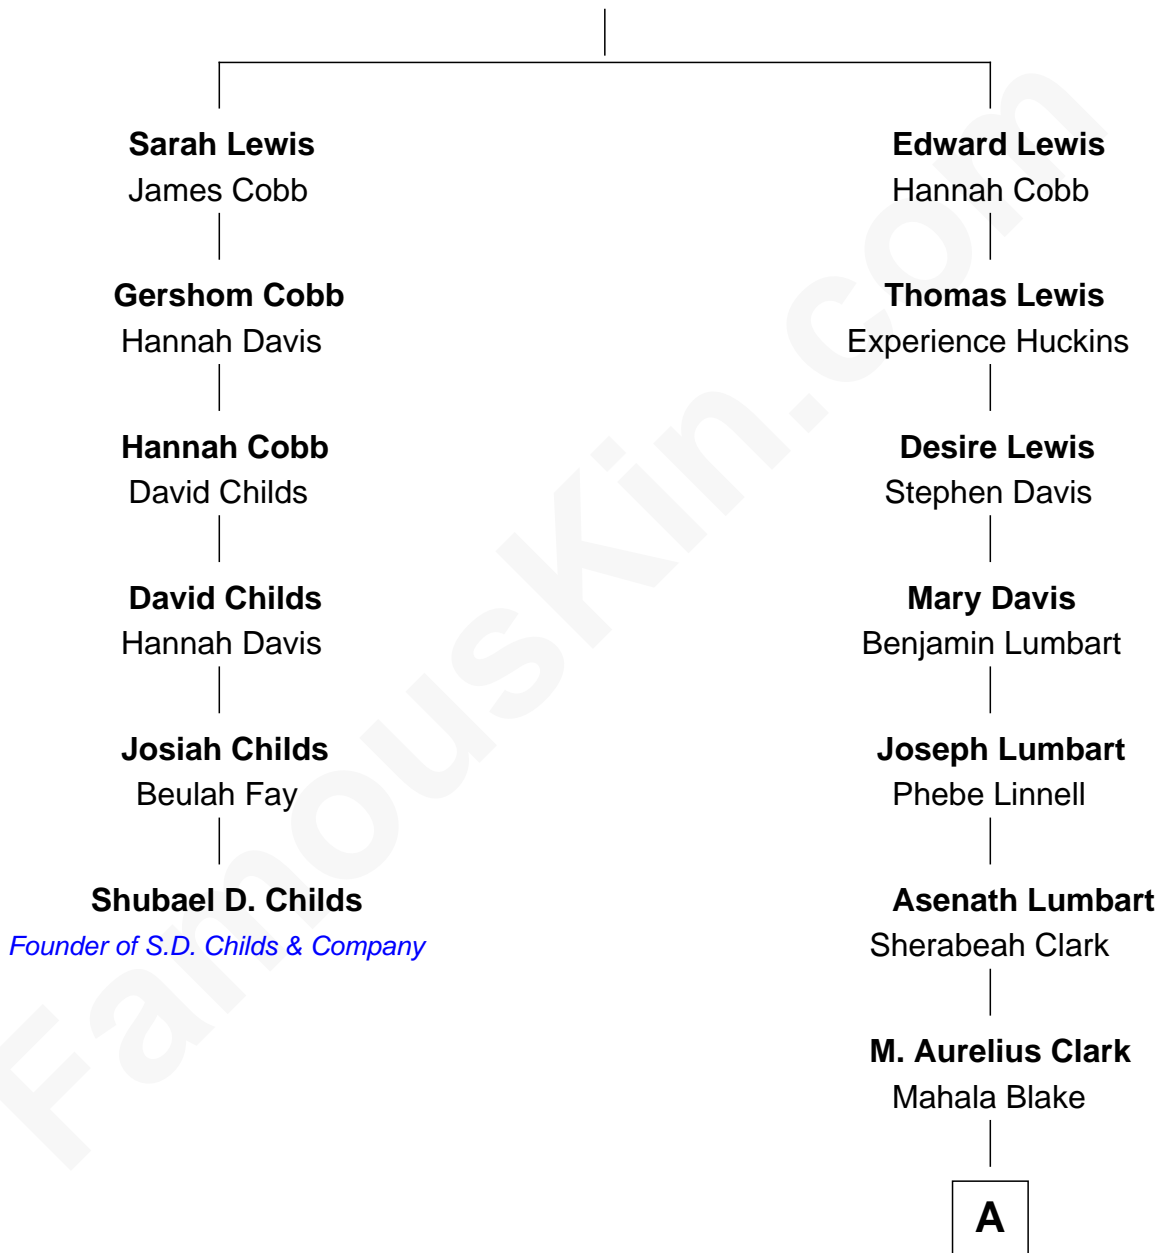 Sarah Lewis
James Cobb
Gershom Cobb
Hannah Davis
Hannah Cobb
David Childs
David Childs
Hannah Davis
Josiah Childs
Beulah Fay
Shubael D. Childs
Founder of S.D. Childs & Company
Edward Lewis
Hannah Cobb
Thomas Lewis
Experience Huckins
Desire Lewis
Stephen Davis
Mary Davis
Benjamin Lumbart
Joseph Lumbart
Phebe Linnell
Asenath Lumbart
Sherabeah Clark
M. Aurelius Clark
Mahala Blake
A
FamousKin.com